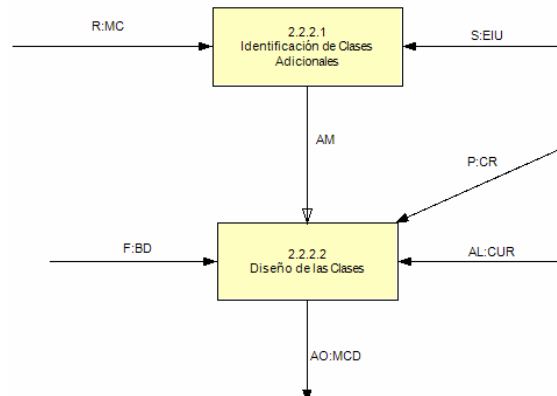 R:MC
2.2.2.1
Identificación de Clases
Adicionales
S:EIU
AM
P:CR
F:BD
2.2.2.2
Diseño de las Clases
AL:CUR
AO:MCD